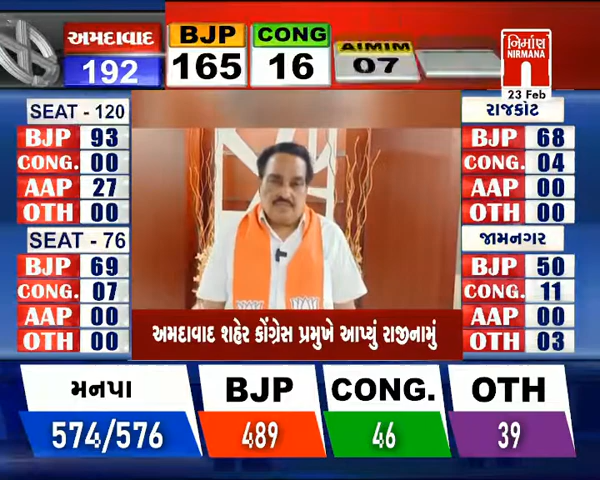 અમદાવાદ
192
BJP
165
CONG
16
AIMIM
07
નિર્માણ
NIRMANA
23 Feb
SEAT - 120
BJP 93
CONG. 00
AAP 27
OTH 00
SEAT - 76
BJP 69
CONG. 07
AAP 00
OTH 00
રાજકોટ
BJP 68
CONG. 04
AAP 00
OTH 00
જામનગર
BJP 50
CONG. 11
AAP 00
OTH 03
અમદાવાદ શહેર કોંગ્રેસ પ્રમુખે આપ્યું રાજીનામું
મનપા
574/576
BJP
489
CONG.
46
OTH
39